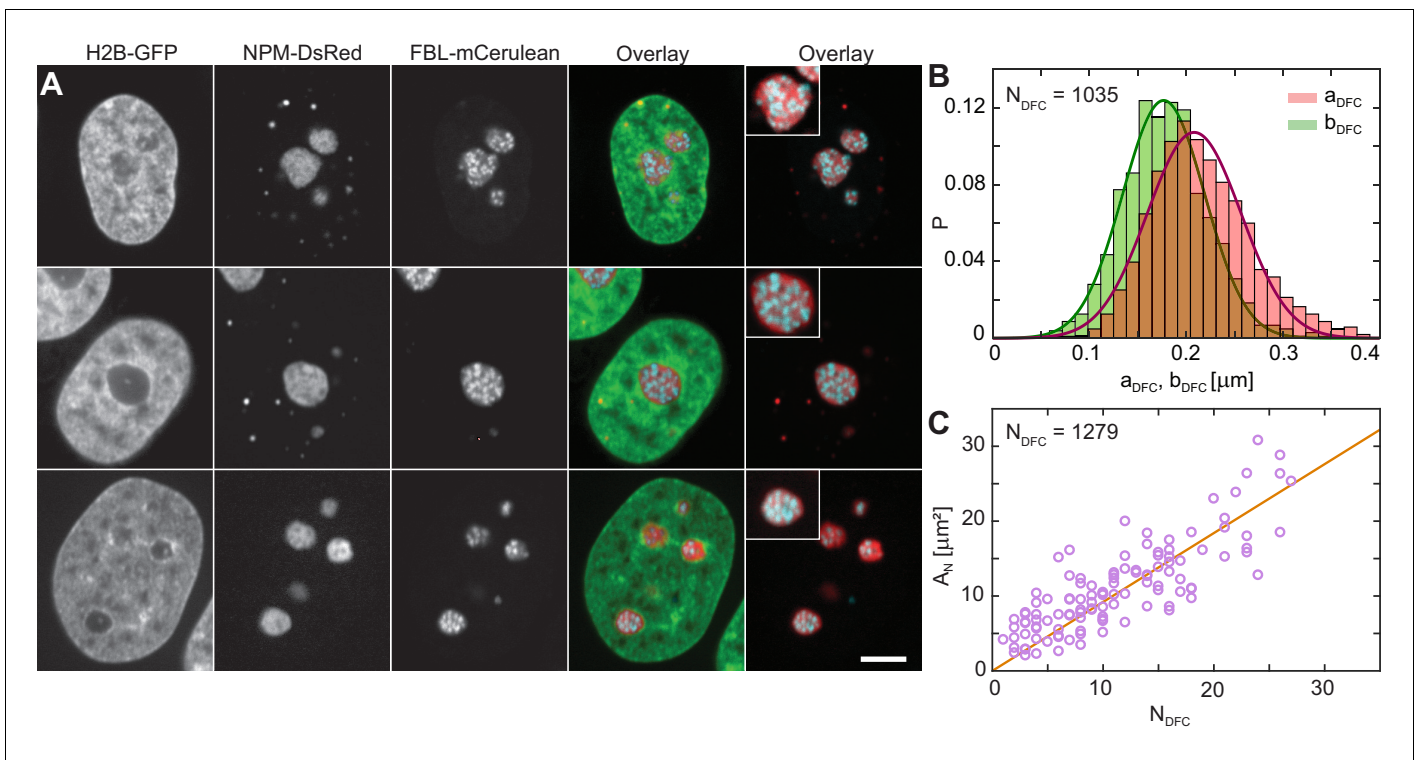 H2B-GFP NPM-DsRed FBL-mCerulean Overlay Overlay
A
B
N_DFC = 1035
a_DFC
b_DFC
0.12
0.08
0.04
0
P
0 0.1 0.2 0.3 0.4
a_DFC, b_DFC [µm]
C
N_DFC = 1279
30
20
10
0
A_N [µm²]
0 10 20 30
N_DFC